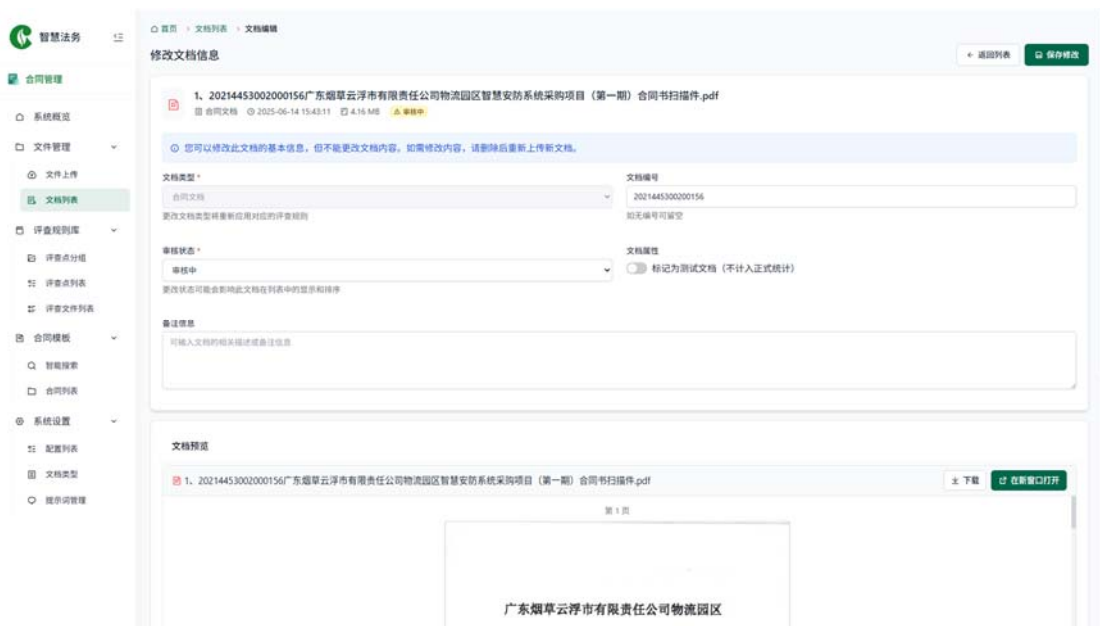 智慧法务
合同管理
系统概览
文件管理
文件上传
文档列表
评查规则库
评查点分组
评查点列表
评查文件列表
合同模板
智能搜索
合同列表
系统设置
配置列表
文档类型
提示词管理
首页 > 文档列表 > 文档编辑
修改文档信息
← 返回列表
保存修改
1、20214453002000156广东烟草云浮市有限责任公司物流园区智慧安防系统采购项目（第一期）合同书扫描件.pdf
合同文档 2025-06-14 15:43:11 4.16 MB 审核中
您可以修改此文档的基本信息，但不能更改文档内容。如需修改内容，请删除后重新上传新文档。
文档类型 *
合同文档
更改文档类型将重新应用对应的评查规则
文档编号
2021445300200156
如无编号可留空
审核状态 *
审核中
更改状态可能会影响此文档在列表中的显示和排序
文档属性
标记为测试文档（不计入正式统计）
备注信息
可输入文档的相关描述或备注信息
文档预览
1、20214453002000156广东烟草云浮市有限责任公司物流园区智慧安防系统采购项目（第一期）合同书扫描件.pdf
下载
在新窗口打开
第 1 页
广东烟草云浮市有限责任公司物流园区